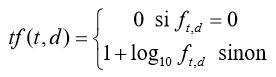 tf(t,d) = { 0 si f_{t,d} = 0
1 + log_{10} f_{t,d} sinon